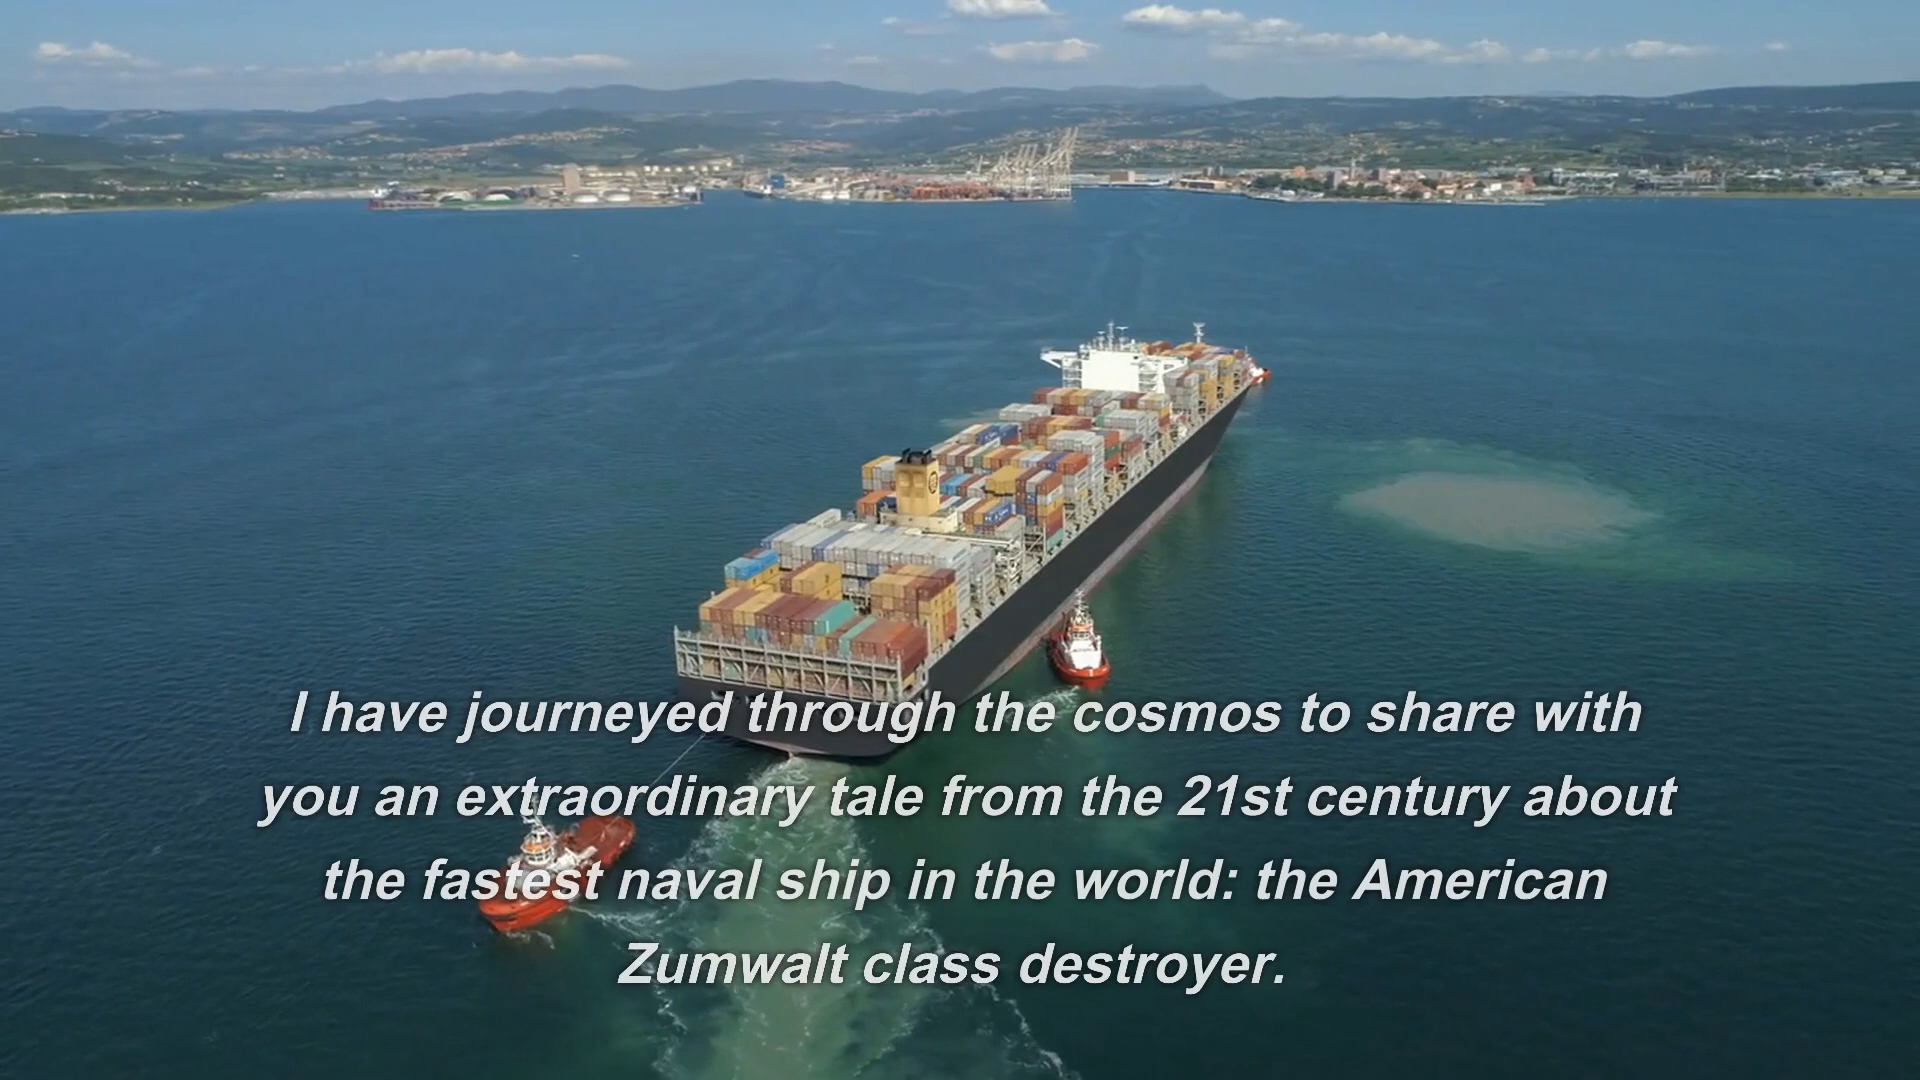 I have journeyed through the cosmos to share with
you an extraordinary tale from the 21st century about
the fastest naval ship in the world: the American
Zumwalt class destroyer.